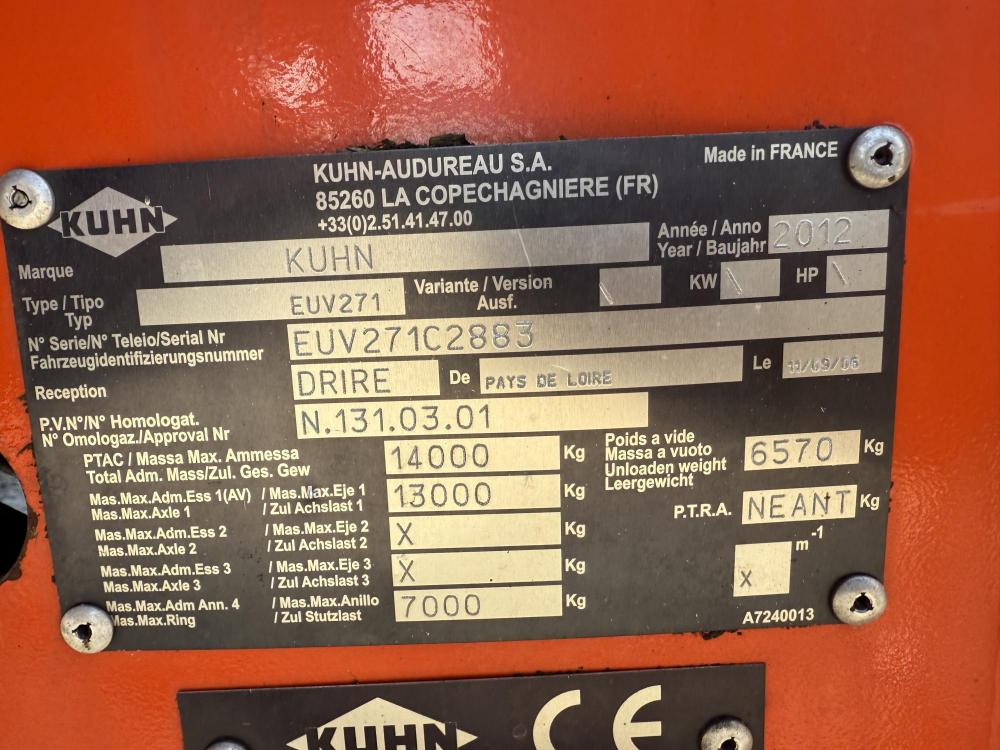 KUHN-AUDUREAU S.A.
Made in FRANCE
85260 LA COPECHAGNIERE (FR)
+33(0)2.51.41.47.00
KUHN
Marque KUHN
Année / Anno
Year / Baujahr 2012
Type / Tipo
Typ EUV271
Variante / Version
Ausf. \ KW \ HP \
N° Serie/N° Teleio/Serial Nr
Fahrzeugidentifizierungsnummer EUV271C2883
Reception DRIRE De PAYS DE LOIRE Le 11/09/06
P.V.N°/N° Homologat.
N° Omologaz./Approval Nr N.131.03.01
PTAC / Massa Max. Ammessa
Total Adm. Mass/Zul. Ges. Gew 14000 Kg
Poids a vide
Massa a vuoto
Unloaden weight
Leergewicht 6570 Kg
Mas.Max.Adm.Ess 1(AV) / Mas.Max.Eje 1
Mas.Max.Axle 1 / Zul Achslast 1 13000 Kg
P.T.R.A. NEANT Kg
Mas.Max.Adm.Ess 2 / Mas.Max.Eje 2
Mas.Max.Axle 2 / Zul Achslast 2 X Kg
Mas.Max.Adm.Ess 3 / Mas.Max.Eje 3
Mas.Max.Axle 3 / Zul Achslast 3 X Kg
X m-1
Mas.Max.Adm Ann. 4 / Mas.Max.Anillo
Mas.Max.Ring / Zul Stutzlast 7000 Kg
A7240013
KUHN CE